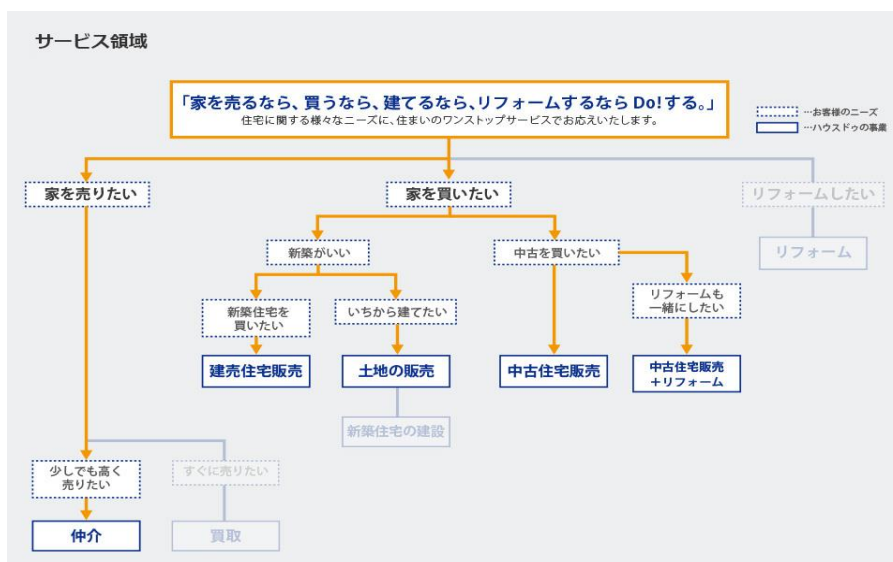 サービス領域
「家を売るなら、買うなら、建てるなら、リフォームするなら Do!する。」
住宅に関する様々なニーズに、住まいのワンストップサービスでお応えいたします。
…お客様のニーズ
…ハウスドゥの事業
家を売りたい
家を買いたい
リフォームしたい
リフォーム
新築がいい
中古を買いたい
新築住宅を
買いたい
いちから建てたい
リフォームも
一緒にしたい
建売住宅販売
土地の販売
中古住宅販売
中古住宅販売
＋リフォーム
新築住宅の建設
少しでも高く
売りたい
すぐに売りたい
仲介
買取